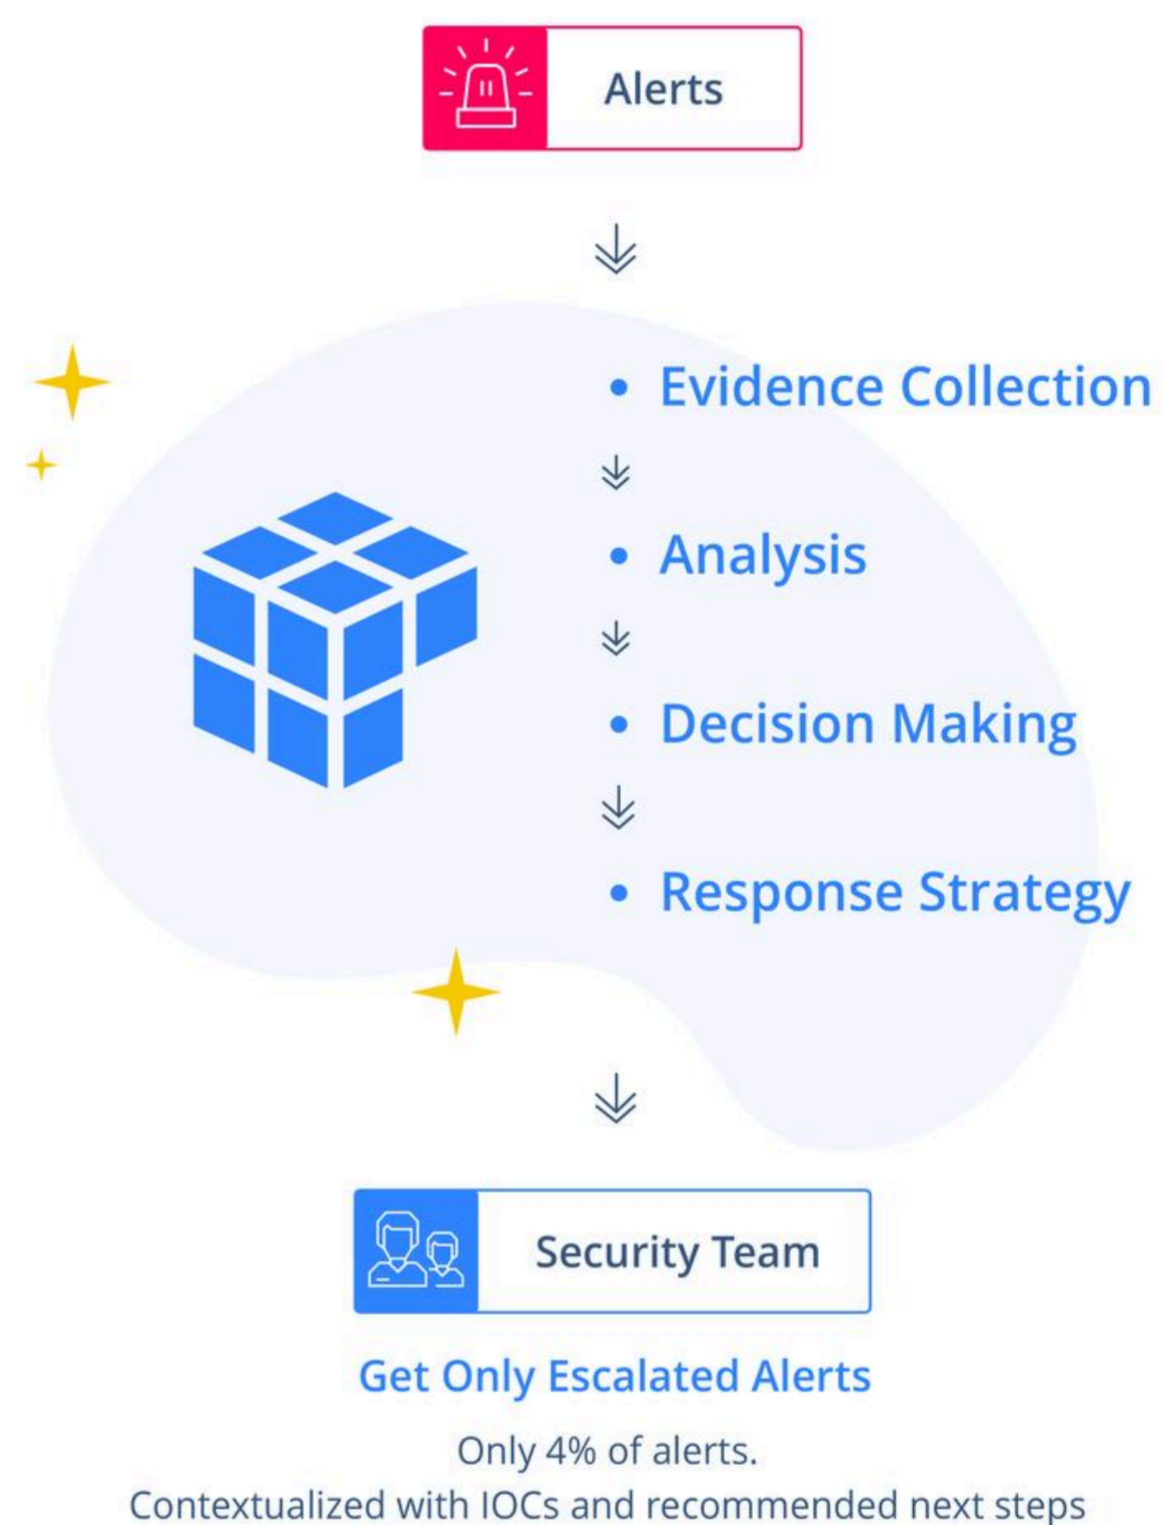 Alerts
• Evidence Collection
• Analysis
• Decision Making
• Response Strategy
Security Team
Get Only Escalated Alerts
Only 4% of alerts.
Contextualized with IOCs and recommended next steps